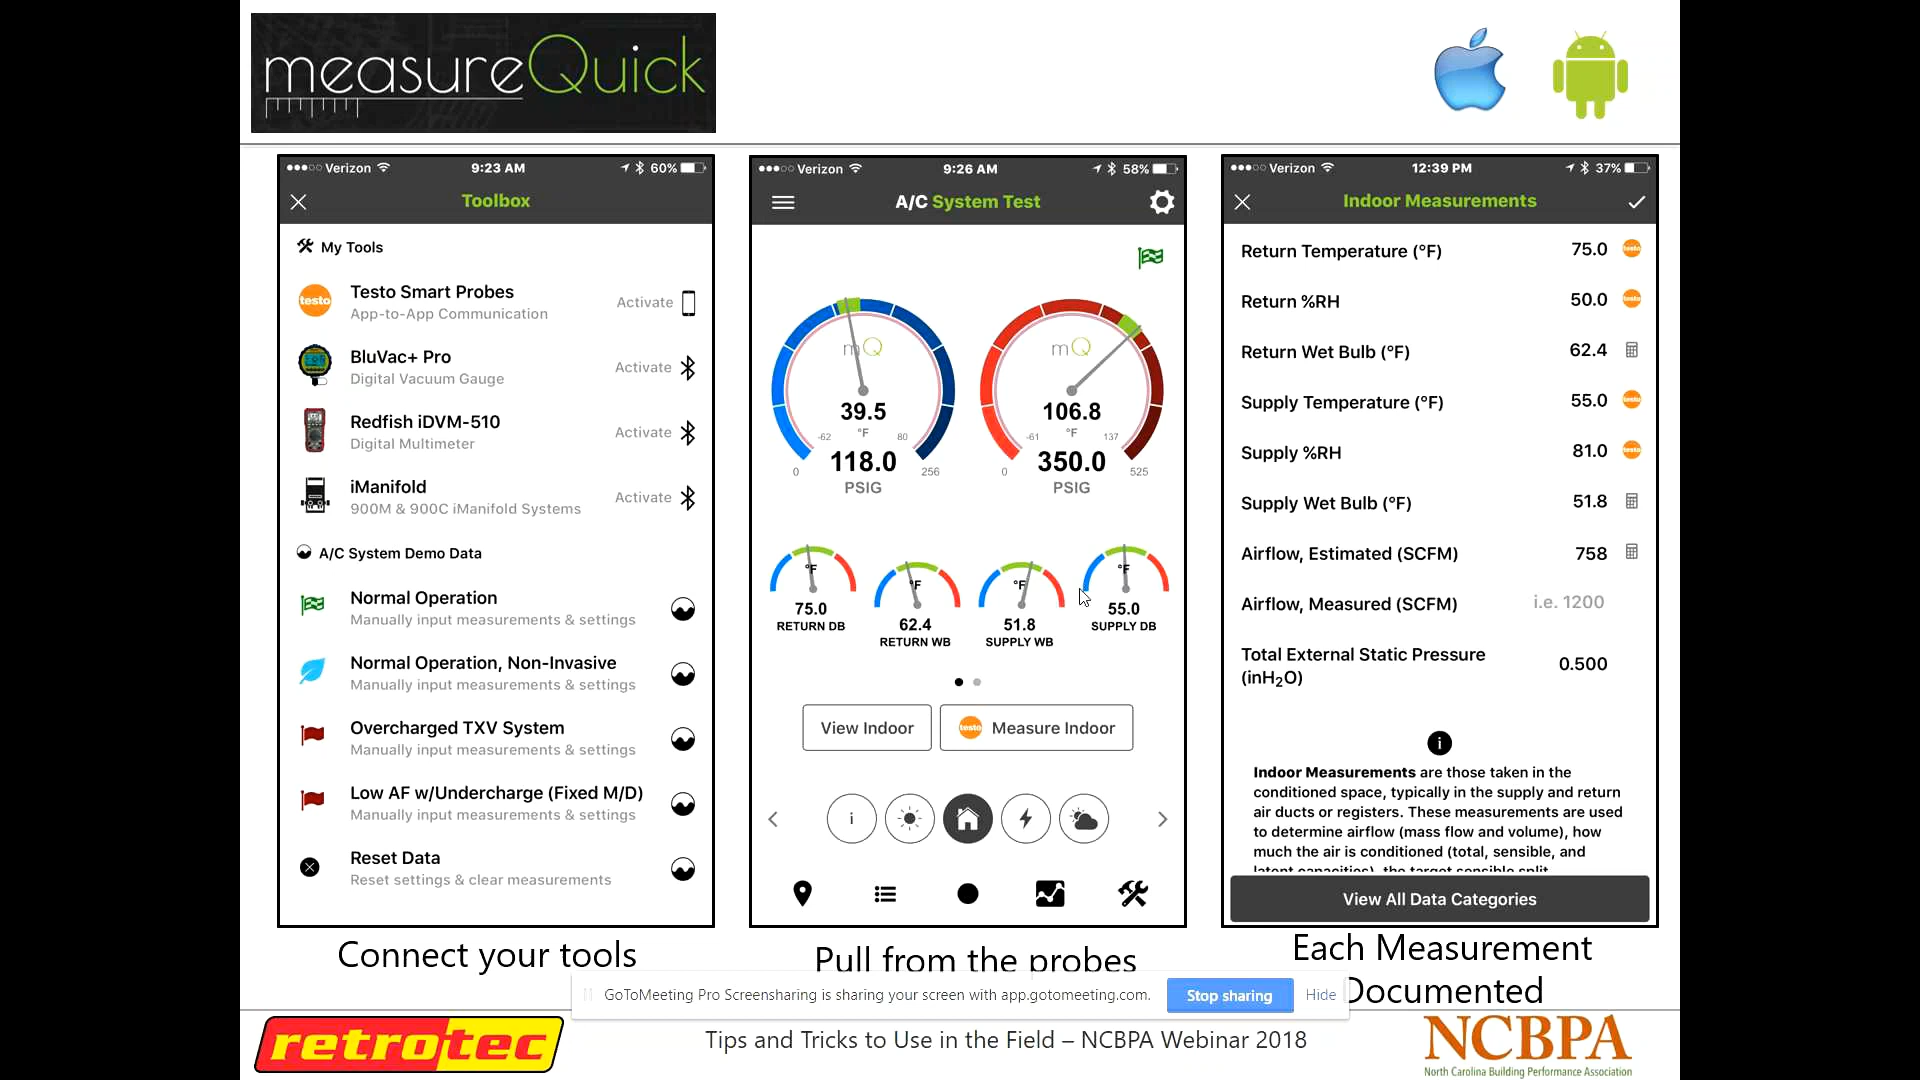 measureQuick
Verizon 9:23 AM 60%
Toolbox
My Tools
testo
Testo Smart Probes
App-to-App Communication
Activate
BluVac+ Pro
Digital Vacuum Gauge
Activate
Redfish iDVM-510
Digital Multimeter
Activate
iManifold
900M & 900C iManifold Systems
Activate
A/C System Demo Data
Normal Operation
Manually input measurements & settings
Normal Operation, Non-Invasive
Manually input measurements & settings
Overcharged TXV System
Manually input measurements & settings
Low AF w/Undercharge (Fixed M/D)
Manually input measurements & settings
Reset Data
Reset settings & clear measurements
Connect your tools
Verizon 9:26 AM 58%
A/C System Test
mQ
39.5
-62 °F 80
0 118.0 256
PSIG
mQ
106.8
-61 °F 137
0 350.0 525
PSIG
°F
75.0
RETURN DB
°F
62.4
RETURN WB
°F
51.8
SUPPLY WB
°F
55.0
SUPPLY DB
View Indoor
testo Measure Indoor
i
Pull from the probes
Verizon 12:39 PM 37%
Indoor Measurements
Return Temperature (°F) 75.0 testo
Return %RH 50.0 testo
Return Wet Bulb (°F) 62.4
Supply Temperature (°F) 55.0 testo
Supply %RH 81.0 testo
Supply Wet Bulb (°F) 51.8
Airflow, Estimated (SCFM) 758
Airflow, Measured (SCFM) i.e. 1200
Total External Static Pressure
(inH₂O) 0.500
i
Indoor Measurements are those taken in the
conditioned space, typically in the supply and return
air ducts or registers. These measurements are used
to determine airflow (mass flow and volume), how
much the air is conditioned (total, sensible, and
latent capacities), the target sensible split
View All Data Categories
Each Measurement
Documented
GoToMeeting Pro Screensharing is sharing your screen with app.gotomeeting.com.
Stop sharing
Hide
retrotec
Tips and Tricks to Use in the Field – NCBPA Webinar 2018
NCBPA
North Carolina Building Performance Association